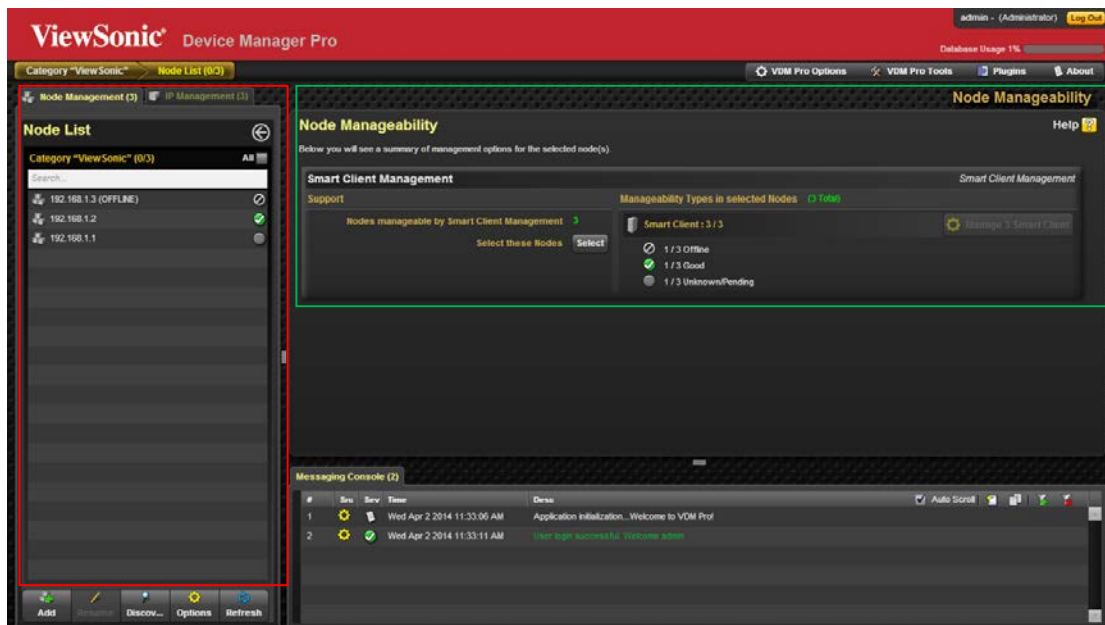 admin - (Administrator) Log Out
ViewSonic® Device Manager Pro
Database Usage 1%
Category "ViewSonic" Node List (0/3)
VDM Pro Options VDM Pro Tools Plugins About
Node Management (3) IP Management (3)
Node Manageability
Node List
Node Manageability Help ?
Below you will see a summary of management options for the selected node(s).
Category "ViewSonic" (0/3) All
Search...
192.168.1.3 (OFFLINE)
192.168.1.2
192.168.1.1
Smart Client Management Smart Client Management
Support Manageability Types in selected Nodes (3 Total)
Nodes manageable by Smart Client Management 3
Select these Nodes Select
Smart Client : 3 / 3 Manage 3 Smart Client
1 / 3 Offline
1 / 3 Good
1 / 3 Unknown/Pending
Messaging Console (2)
# Src Sev Time Desc Auto Scroll
1 Wed Apr 2 2014 11:33:06 AM Application initialization...Welcome to VDM Pro!
2 Wed Apr 2 2014 11:33:11 AM User login successful. Welcome admin
Add Rename Discov... Options Refresh